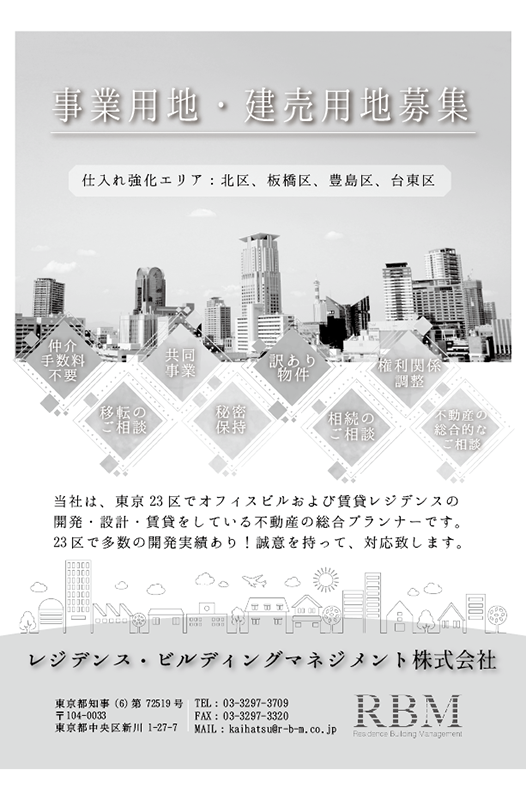 事業用地・建売用地募集
仕入れ強化エリア：北区、板橋区、豊島区、台東区
仲介
手数料
不要
共同
事業
訳あり
物件
権利関係
調整
移転の
ご相談
秘密
保持
相続の
ご相談
不動産の
総合的な
ご相談
当社は、東京23区でオフィスビルおよび賃貸レジデンスの
開発・設計・賃貸をしている不動産の総合プランナーです。
23区で多数の開発実績あり！誠意を持って、対応致します。
レジデンス・ビルディングマネジメント株式会社
東京都知事（6）第72519号
〒104-0033
東京都中央区新川 1-27-7
TEL：03-3297-3709
FAX：03-3297-3320
MAIL：kaihatsu@r-b-m.co.jp
RBM
Residence Building Management